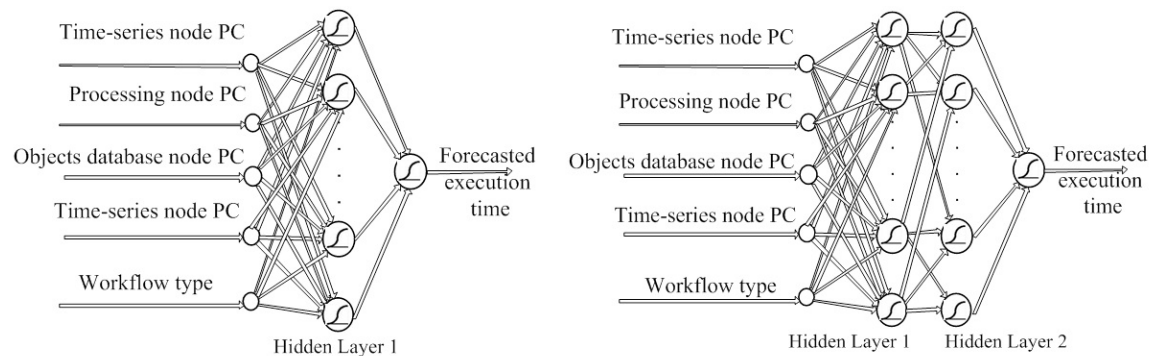 Time-series node PC
Processing node PC
Objects database node PC
Time-series node PC
Workflow type
Forecasted
execution
time
Hidden Layer 1
Time-series node PC
Processing node PC
Objects database node PC
Time-series node PC
Workflow type
Forecasted
execution
time
Hidden Layer 1
Hidden Layer 2